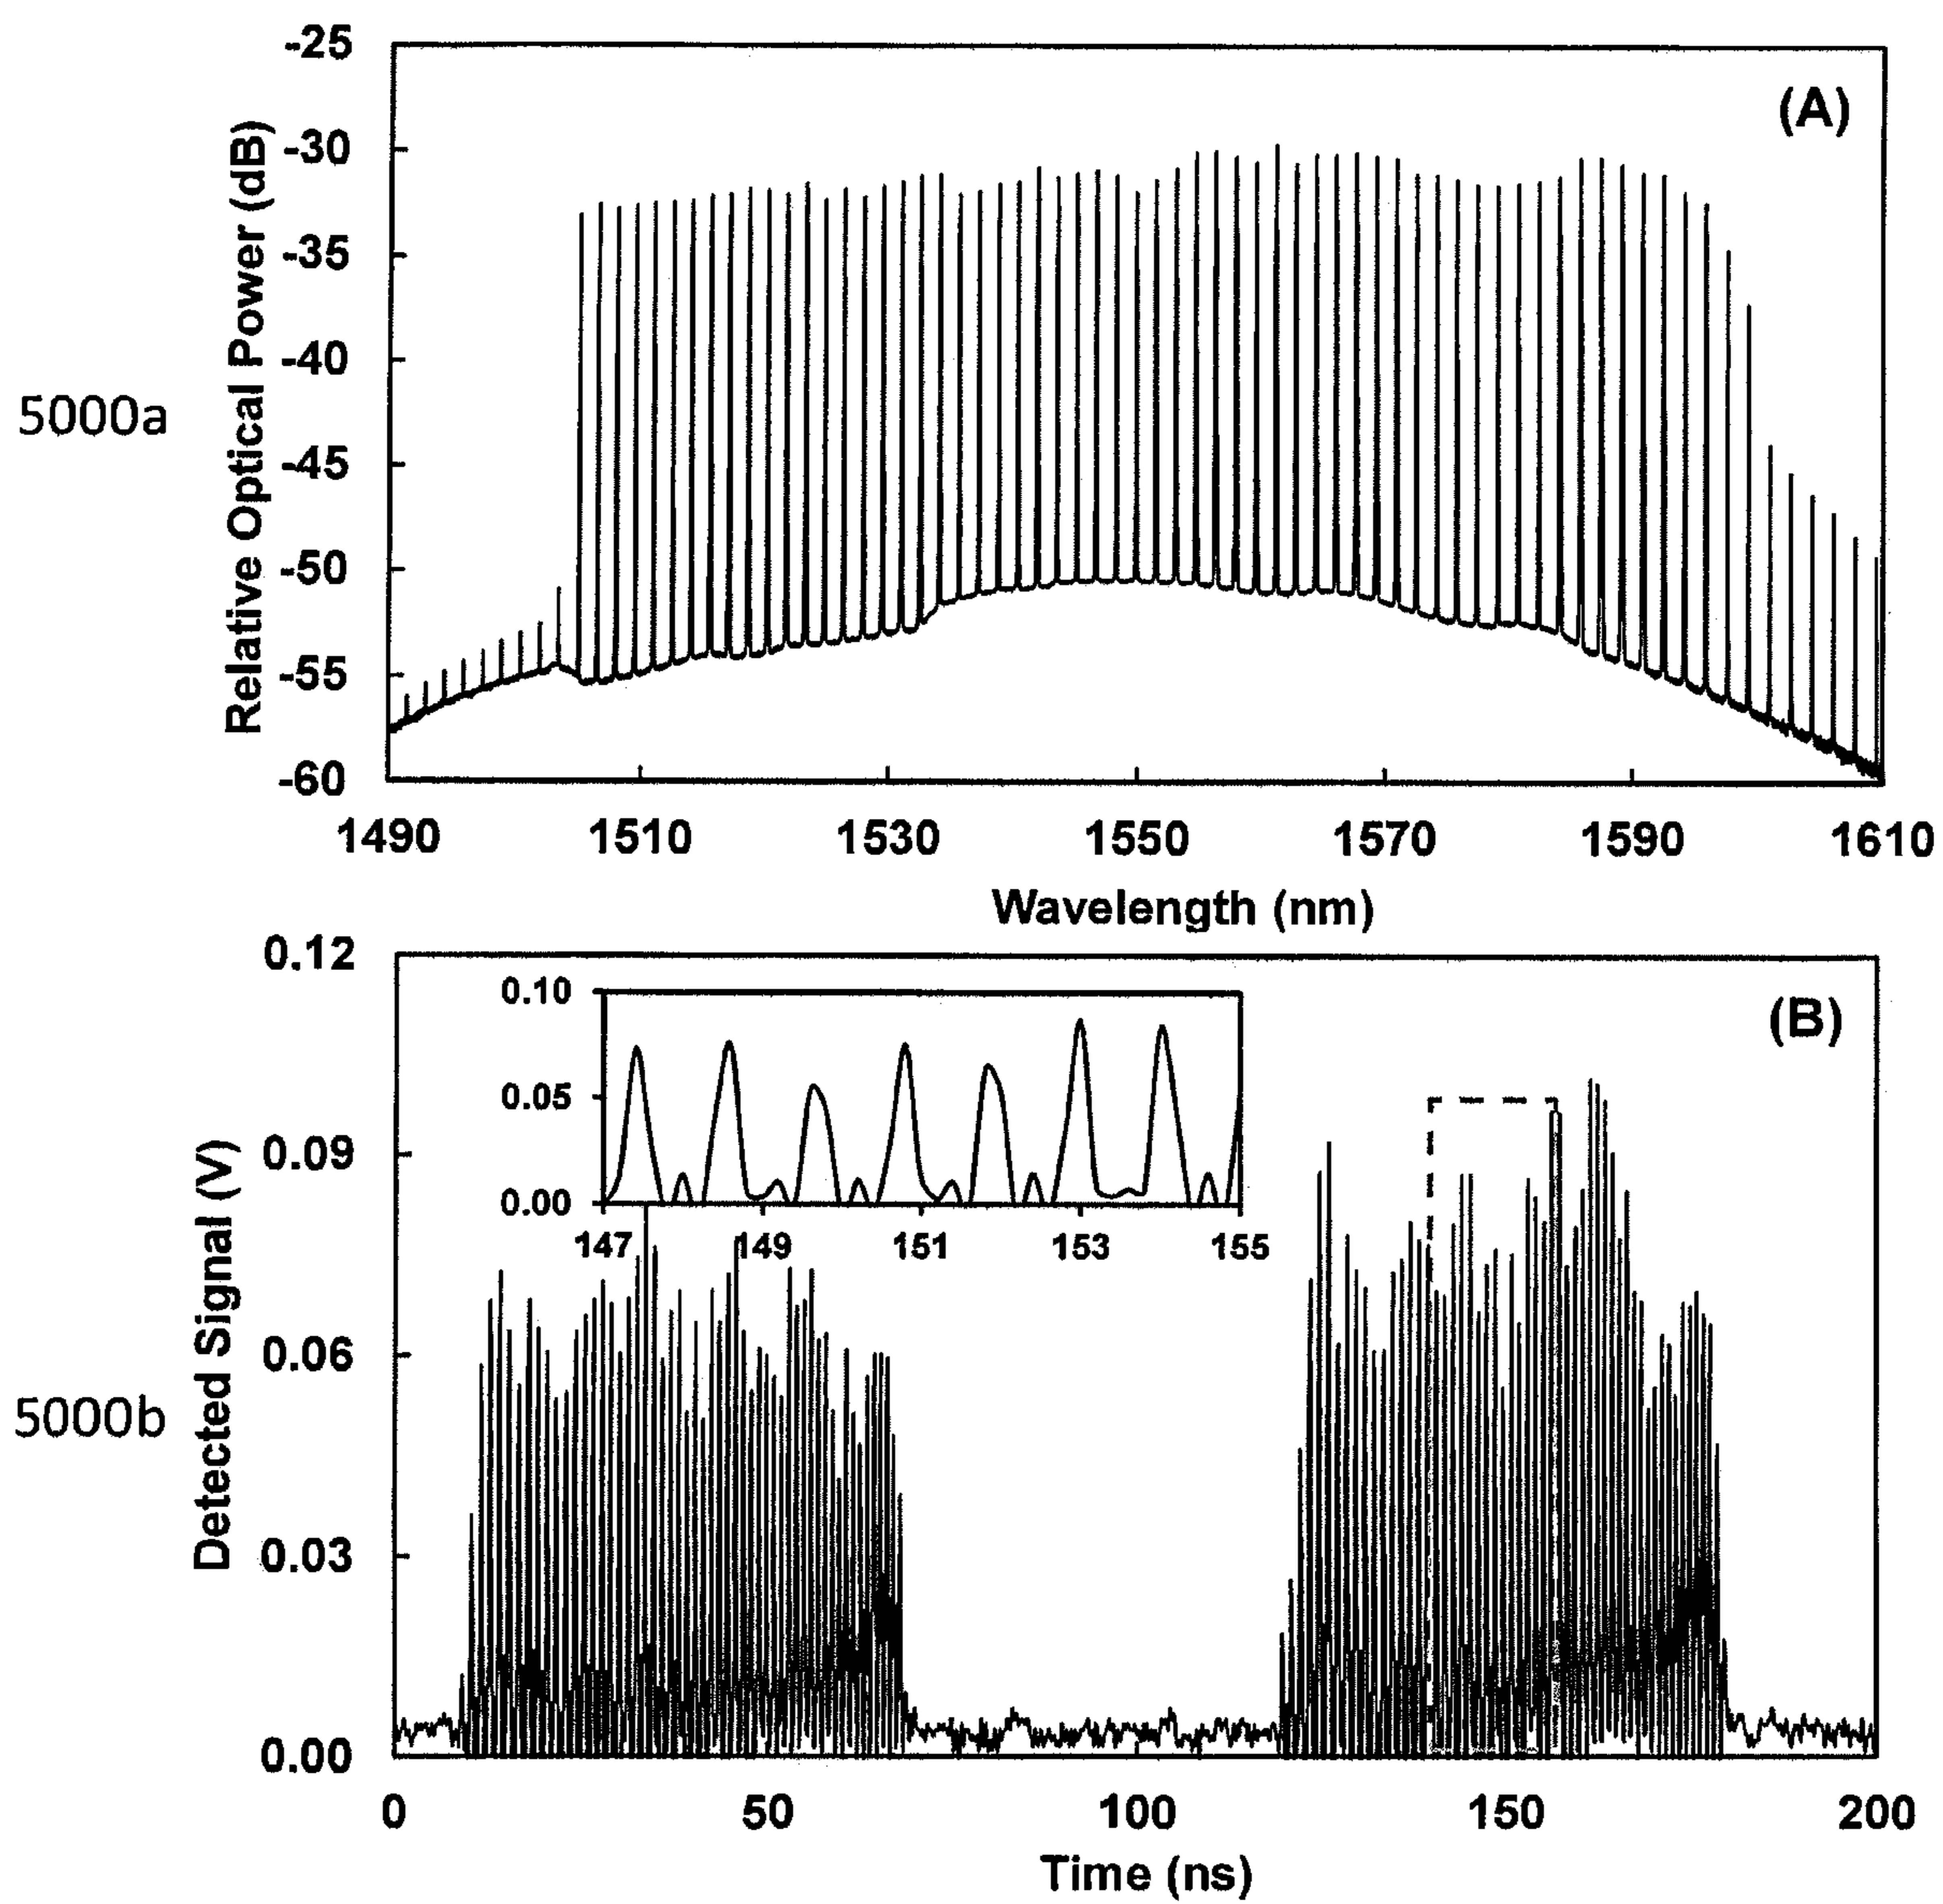 (A)
5000a
Relative Optical Power (dB)
-25
-30
-35
-40
-45
-50
-55
-60
1490 1510 1530 1550 1570 1590 1610
Wavelength (nm)
(B)
5000b
Detected Signal (V)
0.12
0.09
0.06
0.03
0.00
0.10
0.05
0.00
147 149 151 153 155
0 50 100 150 200
Time (ns)